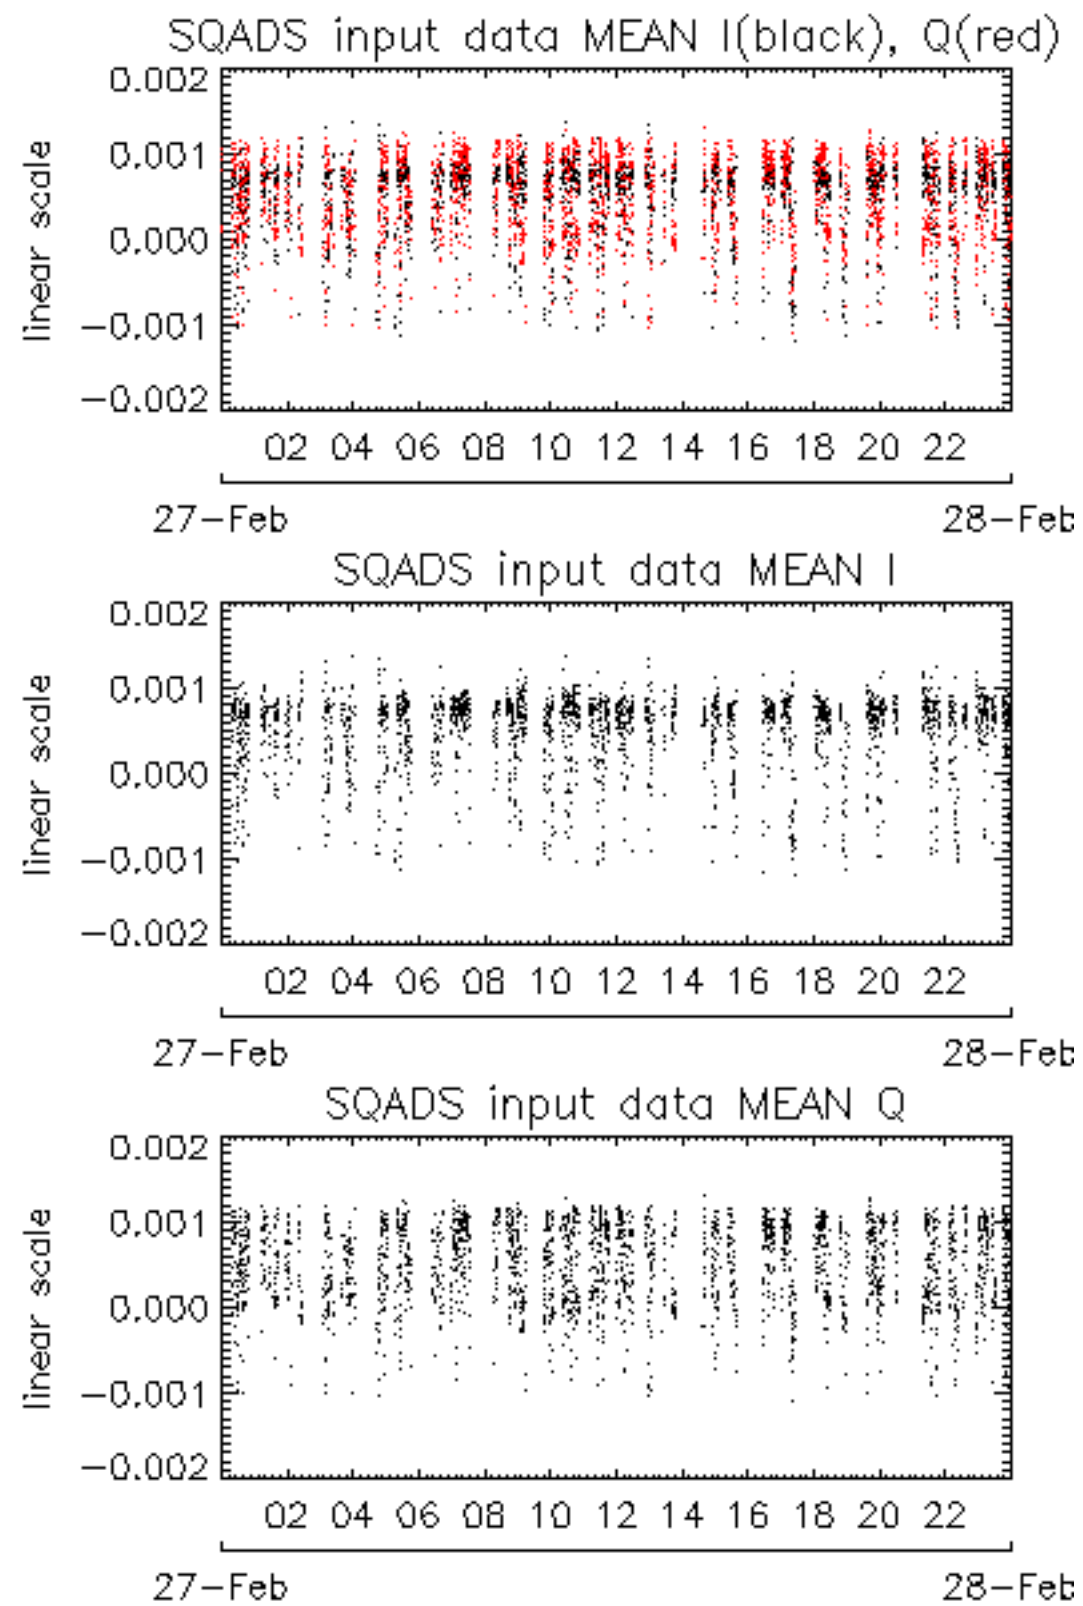 SQADS input data MEAN I(black), Q(red)
0.002
0.001
0.000
−0.001
−0.002
linear scale
02 04 06 08 10 12 14 16 18 20 22
27−Feb 28−Feb
SQADS input data MEAN I
0.002
0.001
0.000
−0.001
−0.002
linear scale
02 04 06 08 10 12 14 16 18 20 22
27−Feb 28−Feb
SQADS input data MEAN Q
0.002
0.001
0.000
−0.001
−0.002
linear scale
02 04 06 08 10 12 14 16 18 20 22
27−Feb 28−Feb